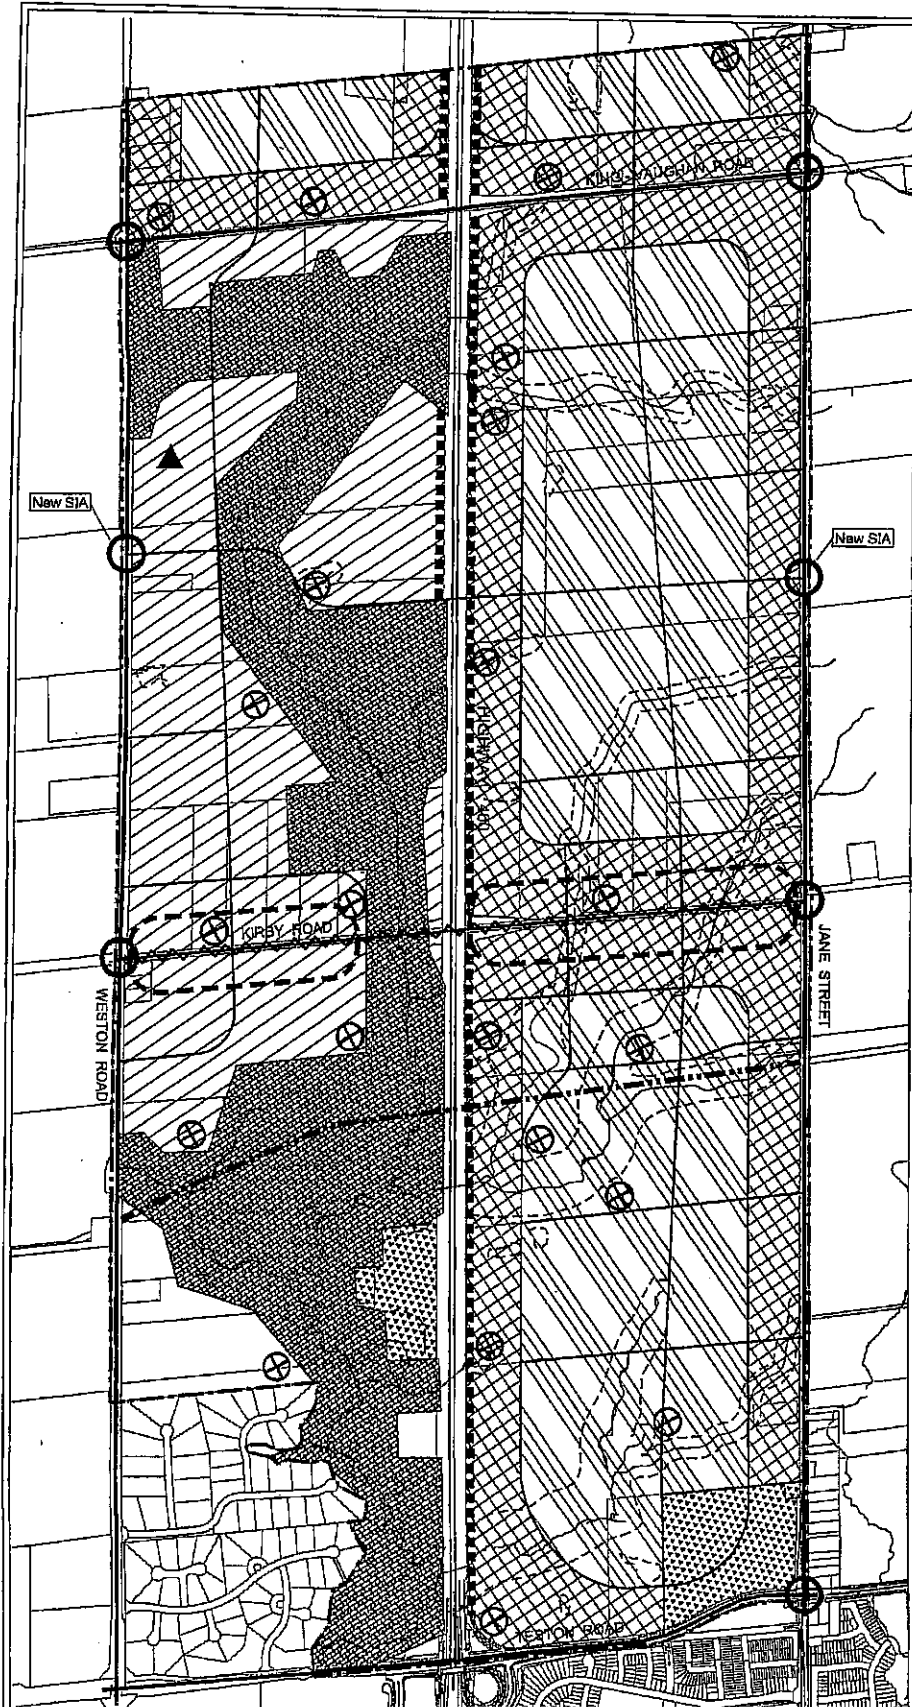 KING-VAUGHAN ROAD
New SIA
New SIA
HIGHWAY 400
KIRBY ROAD
JANE STREET
WESTON ROAD
TESTON ROAD